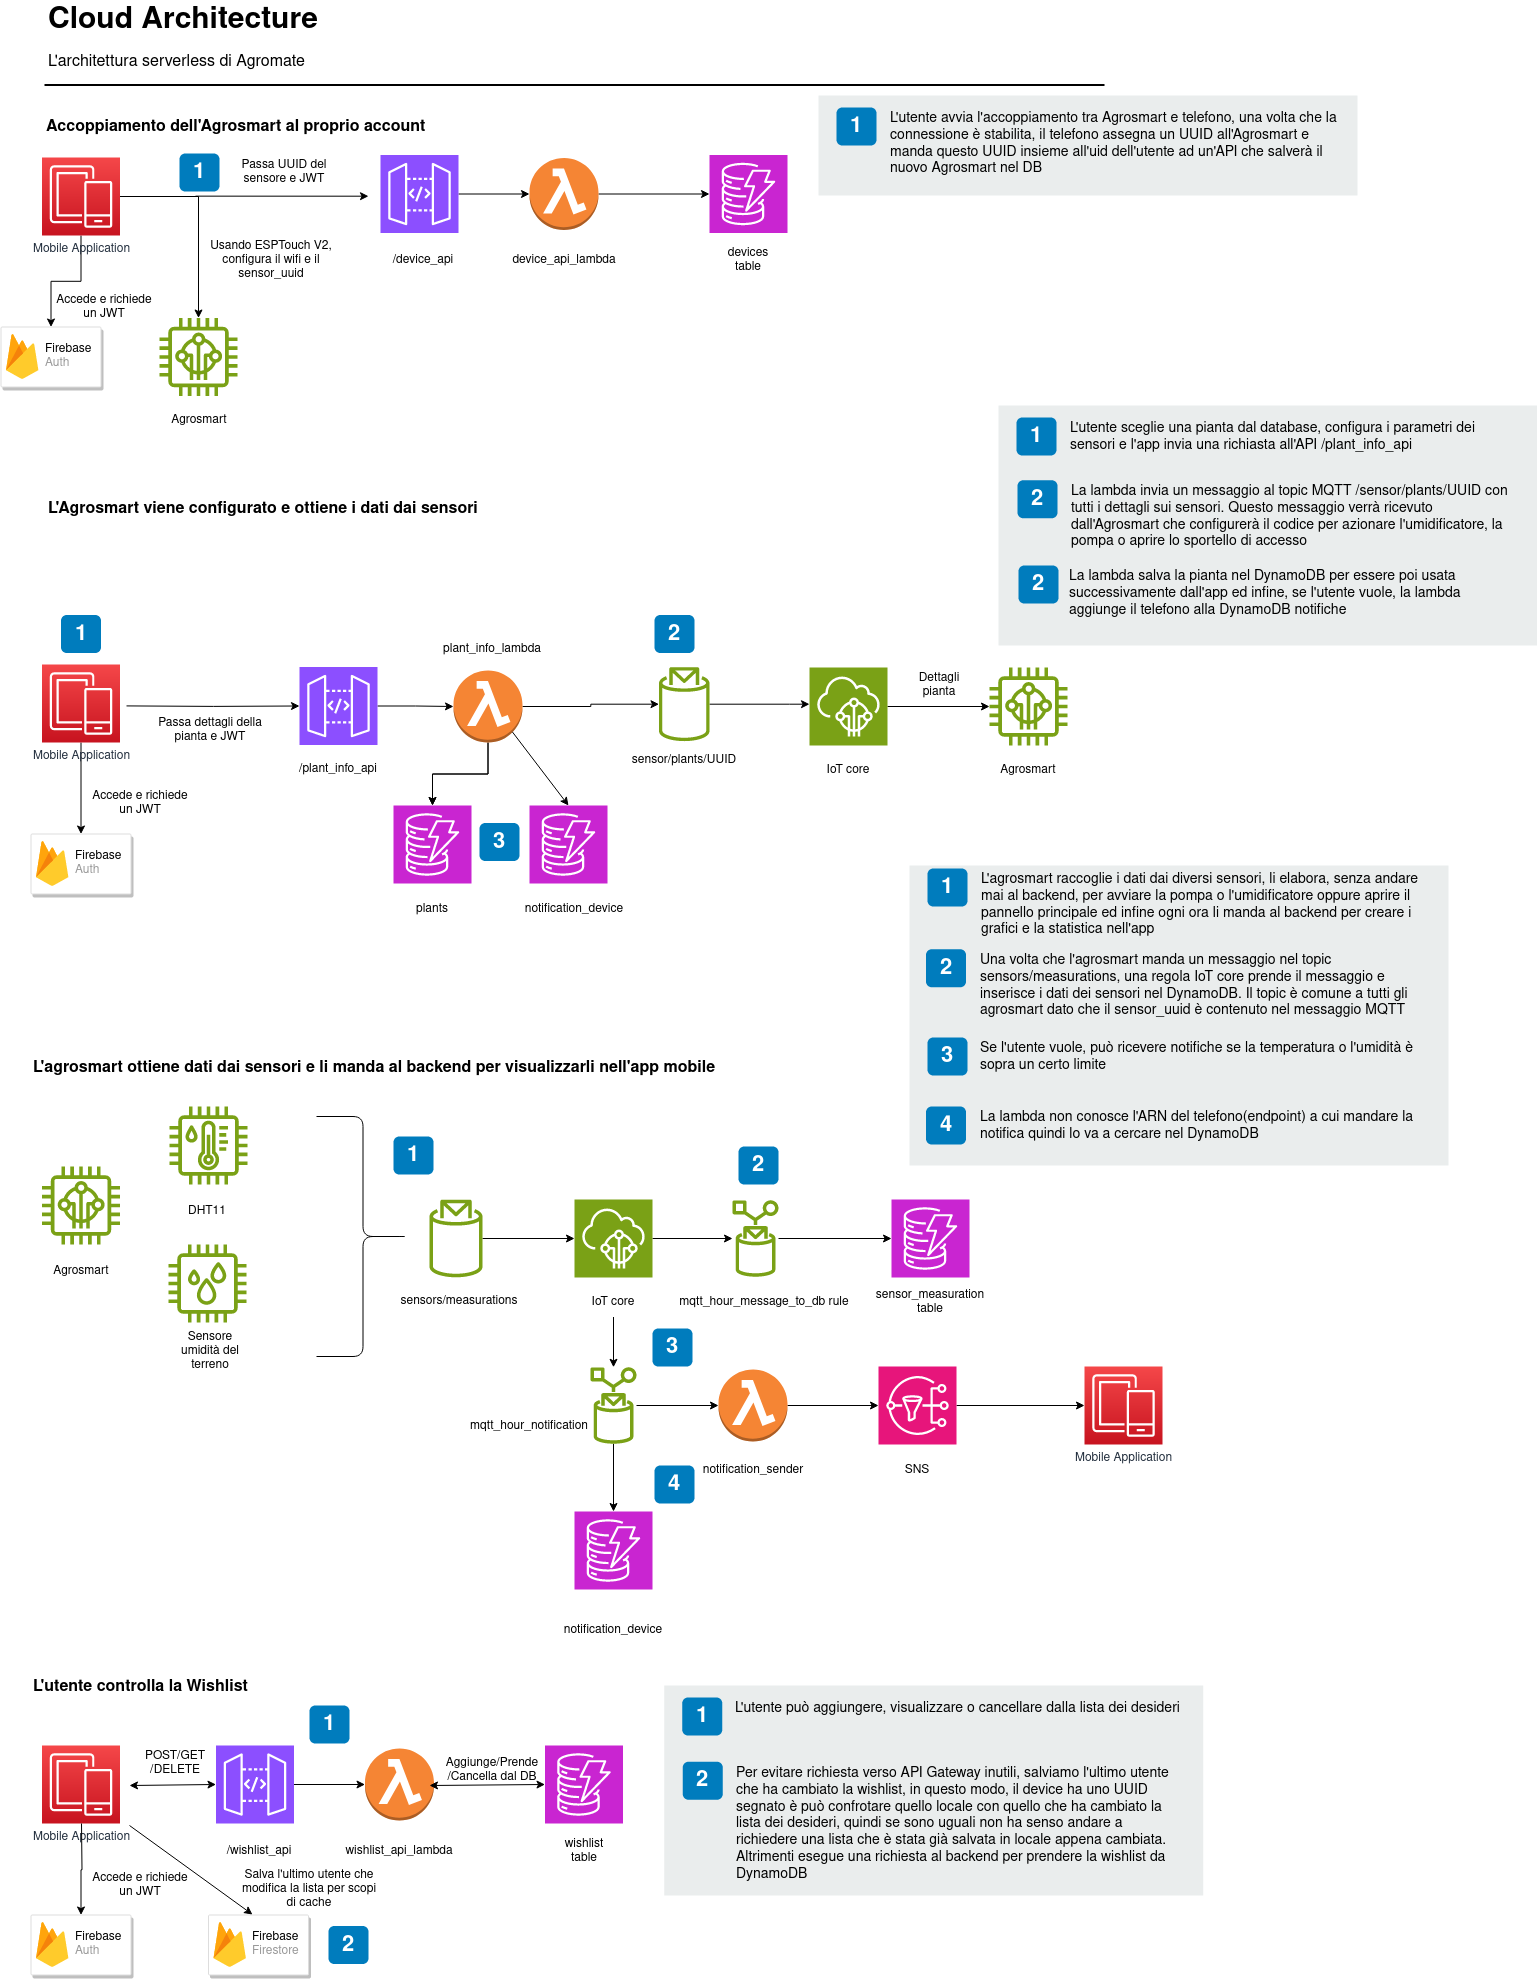 Cloud Architecture
L'architettura serverless di Agromate
Accoppiamento dell'Agrosmart al proprio account
1
L'utente avvia l'accoppiamento tra Agrosmart e telefono, una volta che la
connessione è stabilita, il telefono assegna un UUID all'Agrosmart e
manda questo UUID insieme all'uid dell'utente ad un'API che salverà il
nuovo Agrosmart nel DB
1
Passa UUID del
sensore e JWT
Mobile Application
Usando ESPTouch V2,
configura il wifi e il
sensor_uuid
/device_api
device_api_lambda
devices
table
Accede e richiede
un JWT
Firebase
Auth
Agrosmart
1
L'utente sceglie una pianta dal database, configura i parametri dei
sensori e l'app invia una richiasta all'API /plant_info_api
2
La lambda invia un messaggio al topic MQTT /sensor/plants/UUID con
tutti i dettagli sui sensori. Questo messaggio verrà ricevuto
dall'Agrosmart che configurerà il codice per azionare l'umidificatore, la
pompa o aprire lo sportello di accesso
2
La lambda salva la pianta nel DynamoDB per essere poi usata
successivamente dall'app ed infine, se l'utente vuole, la lambda
aggiunge il telefono alla DynamoDB notifiche
L'Agrosmart viene configurato e ottiene i dati dai sensori
1
2
plant_info_lambda
Dettagli
pianta
Passa dettagli della
pianta e JWT
Mobile Application
/plant_info_api
sensor/plants/UUID
IoT core
Agrosmart
Accede e richiede
un JWT
Firebase
Auth
3
plants
notification_device
1
L'agrosmart raccoglie i dati dai diversi sensori, li elabora, senza andare
mai al backend, per avviare la pompa o l'umidificatore oppure aprire il
pannello principale ed infine ogni ora li manda al backend per creare i
grafici e la statistica nell'app
2
Una volta che l'agrosmart manda un messaggio nel topic
sensors/measurations, una regola IoT core prende il messaggio e
inserisce i dati dei sensori nel DynamoDB. Il topic è comune a tutti gli
agrosmart dato che il sensor_uuid è contenuto nel messaggio MQTT
3
Se l'utente vuole, può ricevere notifiche se la temperatura o l'umidità è
sopra un certo limite
4
La lambda non conosce l'ARN del telefono(endpoint) a cui mandare la
notifica quindi lo va a cercare nel DynamoDB
L'agrosmart ottiene dati dai sensori e li manda al backend per visualizzarli nell'app mobile
1
2
DHT11
Agrosmart
Sensore
umidità del
terreno
sensors/measurations
IoT core
mqtt_hour_message_to_db rule
sensor_measuration
table
3
mqtt_hour_notification
notification_sender
SNS
Mobile Application
4
notification_device
L'utente controlla la Wishlist
1
POST/GET
/DELETE
Aggiunge/Prende
/Cancella dal DB
Mobile Application
/wishlist_api
wishlist_api_lambda
wishlist
table
Accede e richiede
un JWT
Salva l'ultimo utente che
modifica la lista per scopi
di cache
Firebase
Auth
Firebase
Firestore
2
1
L'utente può aggiungere, visualizzare o cancellare dalla lista dei desideri
2
Per evitare richiesta verso API Gateway inutili, salviamo l'ultimo utente
che ha cambiato la wishlist, in questo modo, il device ha uno UUID
segnato è può confrotare quello locale con quello che ha cambiato la
lista dei desideri, quindi se sono uguali non ha senso andare a
richiedere una lista che è stata già salvata in locale appena cambiata.
Altrimenti esegue una richiesta al backend per prendere la wishlist da
DynamoDB